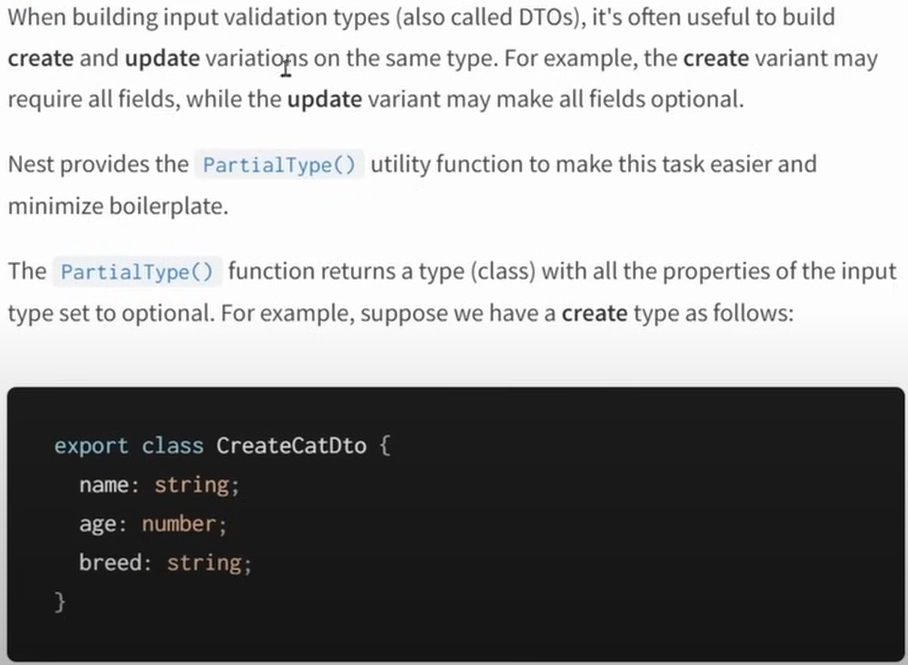 When building input validation types (also called DTOs), it's often useful to build
create and update variations on the same type. For example, the create variant may
require all fields, while the update variant may make all fields optional.
Nest provides the PartialType() utility function to make this task easier and
minimize boilerplate.
The PartialType() function returns a type (class) with all the properties of the input
type set to optional. For example, suppose we have a create type as follows:
export class CreateCatDto {
  name: string;
  age: number;
  breed: string;
}